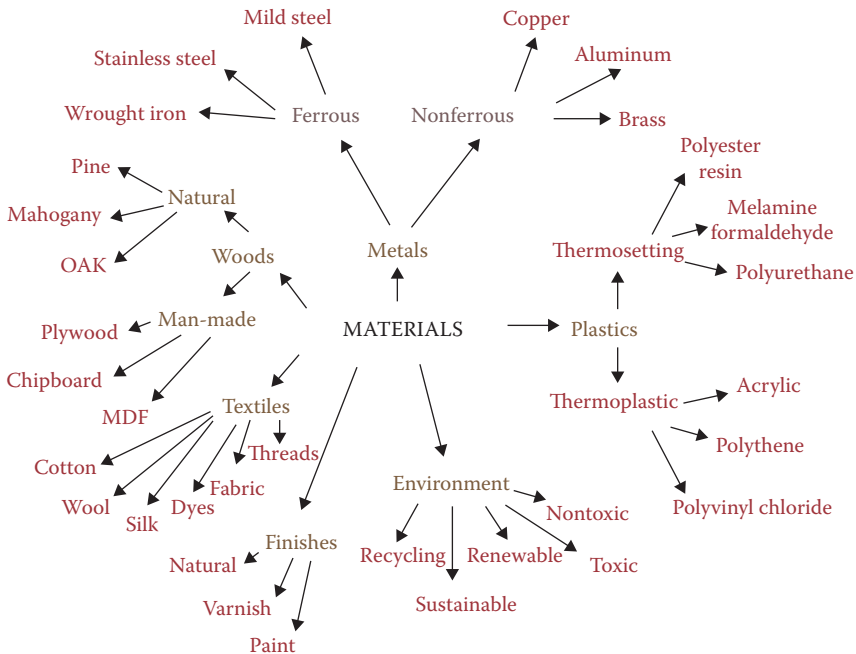 Mild steel
Copper
Stainless steel
Aluminum
Wrought iron
Ferrous
Nonferrous
Brass
Polyester
resin
Pine
Natural
Mahogany
Melamine
formaldehyde
OAK
Woods
Metals
Thermosetting
Polyurethane
Plywood
Man-made
MATERIALS
Plastics
Chipboard
MDF
Textiles
Thermoplastic
Acrylic
Threads
Polythene
Cotton
Wool
Silk
Dyes
Fabric
Environment
Nontoxic
Polyvinyl chloride
Finishes
Natural
Recycling
Renewable
Toxic
Varnish
Sustainable
Paint